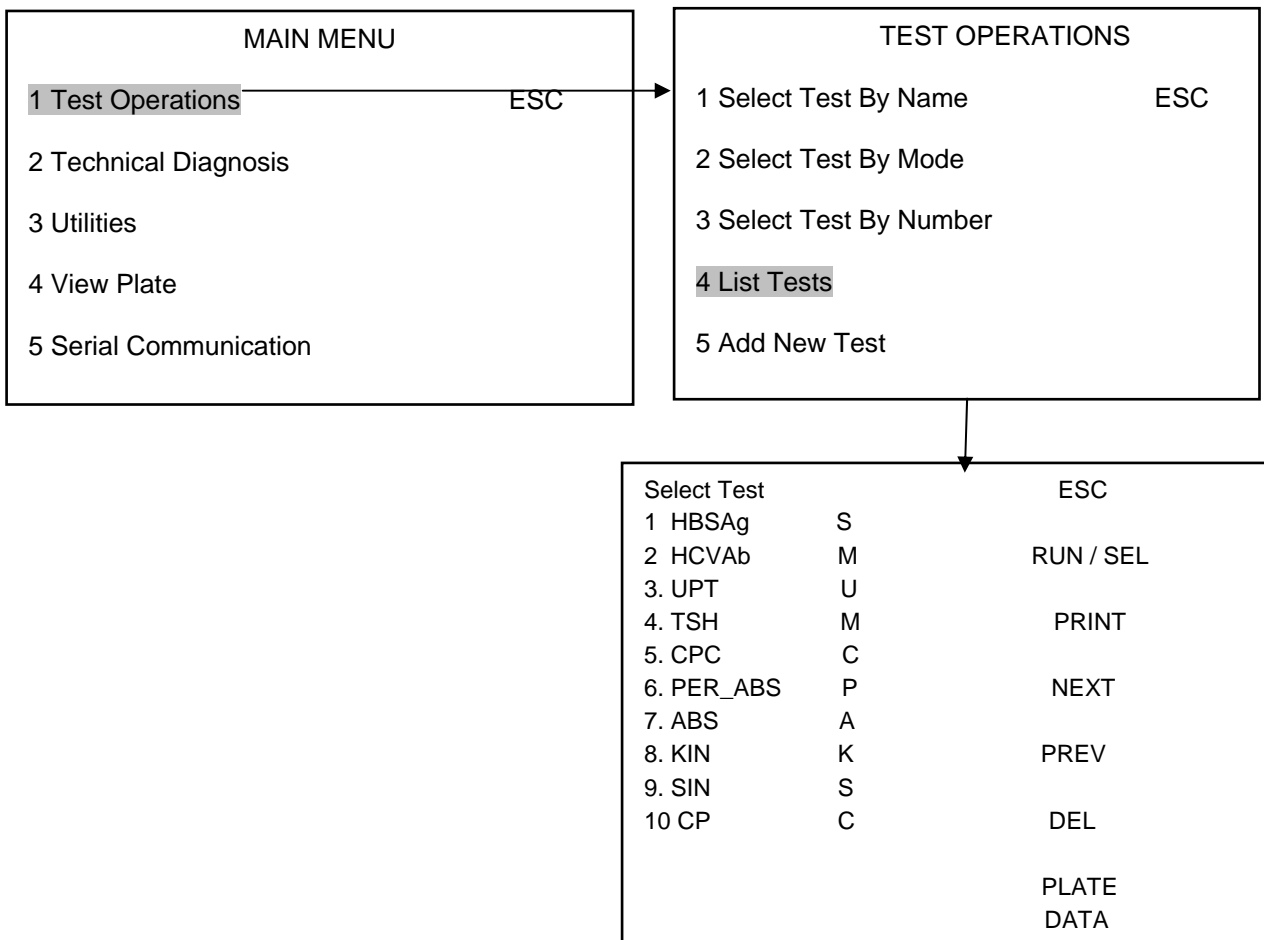 MAIN MENU
1 Test Operations ESC
2 Technical Diagnosis
3 Utilities
4 View Plate
5 Serial Communication
TEST OPERATIONS
1 Select Test By Name ESC
2 Select Test By Mode
3 Select Test By Number
4 List Tests
5 Add New Test
Select Test ESC
1 HBSAg S
2 HCVAb M RUN / SEL
3. UPT U
4. TSH M PRINT
5. CPC C
6. PER_ABS P NEXT
7. ABS A
8. KIN K PREV
9. SIN S
10 CP C DEL
PLATE
DATA